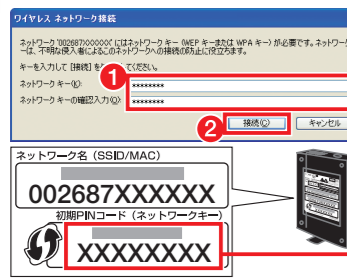 ワイヤレス ネットワーク接続
ネットワーク '002687XXXXXX' にはネットワーク キー (WEP キーまたは WPA キー) が必要です。ネットワーク
ーは、不明な侵入者によるこのネットワークへの接続の防止に役立ちます。
キーを入力して [接続] を
てください。
1
ネットワーク キー(K):
xxxxxxxx
ネットワーク キーの確認入力(O):
xxxxxxxx
2
接続(C)
キャンセル
ネットワーク名 (SSID/MAC)
002687XXXXXX
初期PINコード (ネットワークキー)
XXXXXXXX